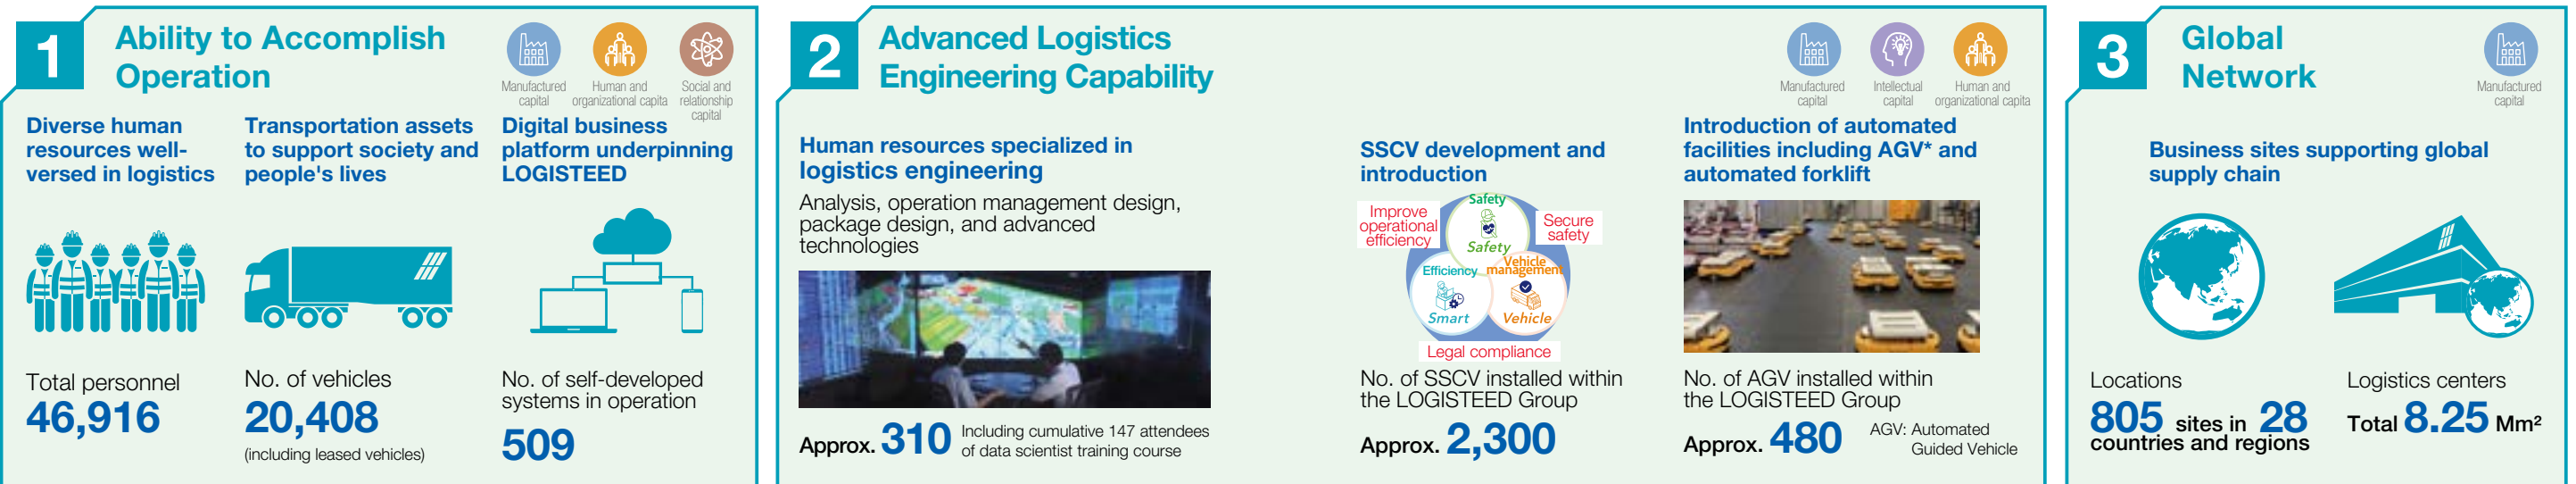 1
Ability to Accomplish
Operation
Manufactured
capital
Human and
organizational capita
Social and
relationship
capital
Diverse human
resources well-
versed in logistics
Total personnel
46,916
Transportation assets
to support society and
people's lives
No. of vehicles
20,408
(including leased vehicles)
Digital business
platform underpinning
LOGISTEED
No. of self-developed
systems in operation
509
2
Advanced Logistics
Engineering Capability
Manufactured
capital
Intellectual
capital
Human and
organizational capita
Human resources specialized in
logistics engineering
Analysis, operation management design,
package design, and advanced
technologies
Approx. 310
Including cumulative 147 attendees
of data scientist training course
SSCV development and
introduction
Improve
operational
efficiency
Safety
Safety
Secure
safety
Efficiency
Smart
Vehicle
management
Vehicle
Legal compliance
No. of SSCV installed within
the LOGISTEED Group
Approx. 2,300
Introduction of automated
facilities including AGV* and
automated forklift
No. of AGV installed within
the LOGISTEED Group
Approx. 480
AGV: Automated
Guided Vehicle
3
Global
Network
Manufactured
capital
Business sites supporting global
supply chain
Locations
805 sites in 28
countries and regions
Logistics centers
Total 8.25 Mm²